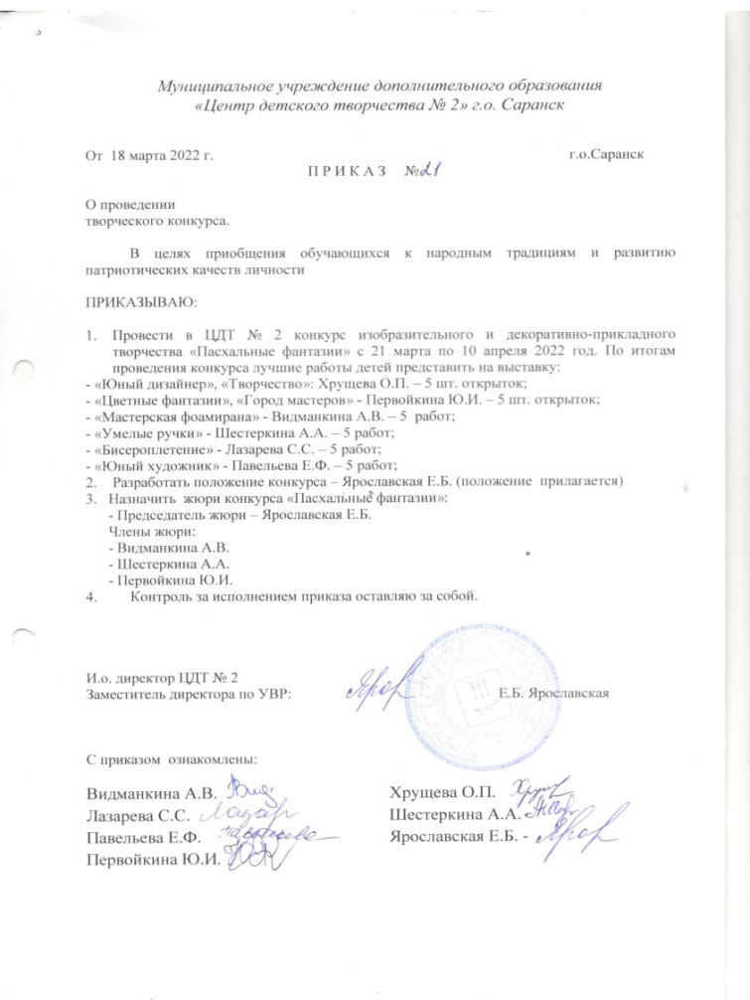 Муниципальное учреждение дополнительного образования
«Центр детского творчества № 2» г.о. Саранск
От 18 марта 2022 г. г.о.Саранск
П Р И К А З №21
О проведении
творческого конкурса.
В целях приобщения обучающихся к народным традициям и развитию
патриотических качеств личности
ПРИКАЗЫВАЮ:
1. Провести в ЦДТ № 2 конкурс изобразительного и декоративно-прикладного
творчества «Пасхальные фантазии» с 21 марта по 10 апреля 2022 год. По итогам
проведения конкурса лучшие работы детей представить на выставку:
- «Юный дизайнер», «Творчество»: Хрущева О.П. – 5 шт. открыток;
- «Цветные фантазии», «Город мастеров» - Первойкина Ю.И. – 5 шт. открыток;
- «Мастерская фоамирана» - Видманкина А.В. – 5 работ;
- «Умелые ручки» - Шестеркина А.А. – 5 работ;
- «Бисероплетение» - Лазарева С.С. – 5 работ;
- «Юный художник» - Павельева Е.Ф. – 5 работ;
2. Разработать положение конкурса – Ярославская Е.Б. (положение прилагается)
3. Назначить жюри конкурса «Пасхальные фантазии»:
- Председатель жюри – Ярославская Е.Б.
Члены жюри:
- Видманкина А.В.
- Шестеркина А.А.
- Первойкина Ю.И.
4. Контроль за исполнением приказа оставляю за собой.
И.о. директор ЦДТ № 2
Заместитель директора по УВР: Яро Е.Б. Ярославская
С приказом ознакомлены:
Видманкина А.В. Вид Хрущева О.П. Хрущ
Лазарева С.С. Лазар Шестеркина А.А.
Павельева Е.Ф. Павельева Ярославская Е.Б. - Яро
Первойкина Ю.И.